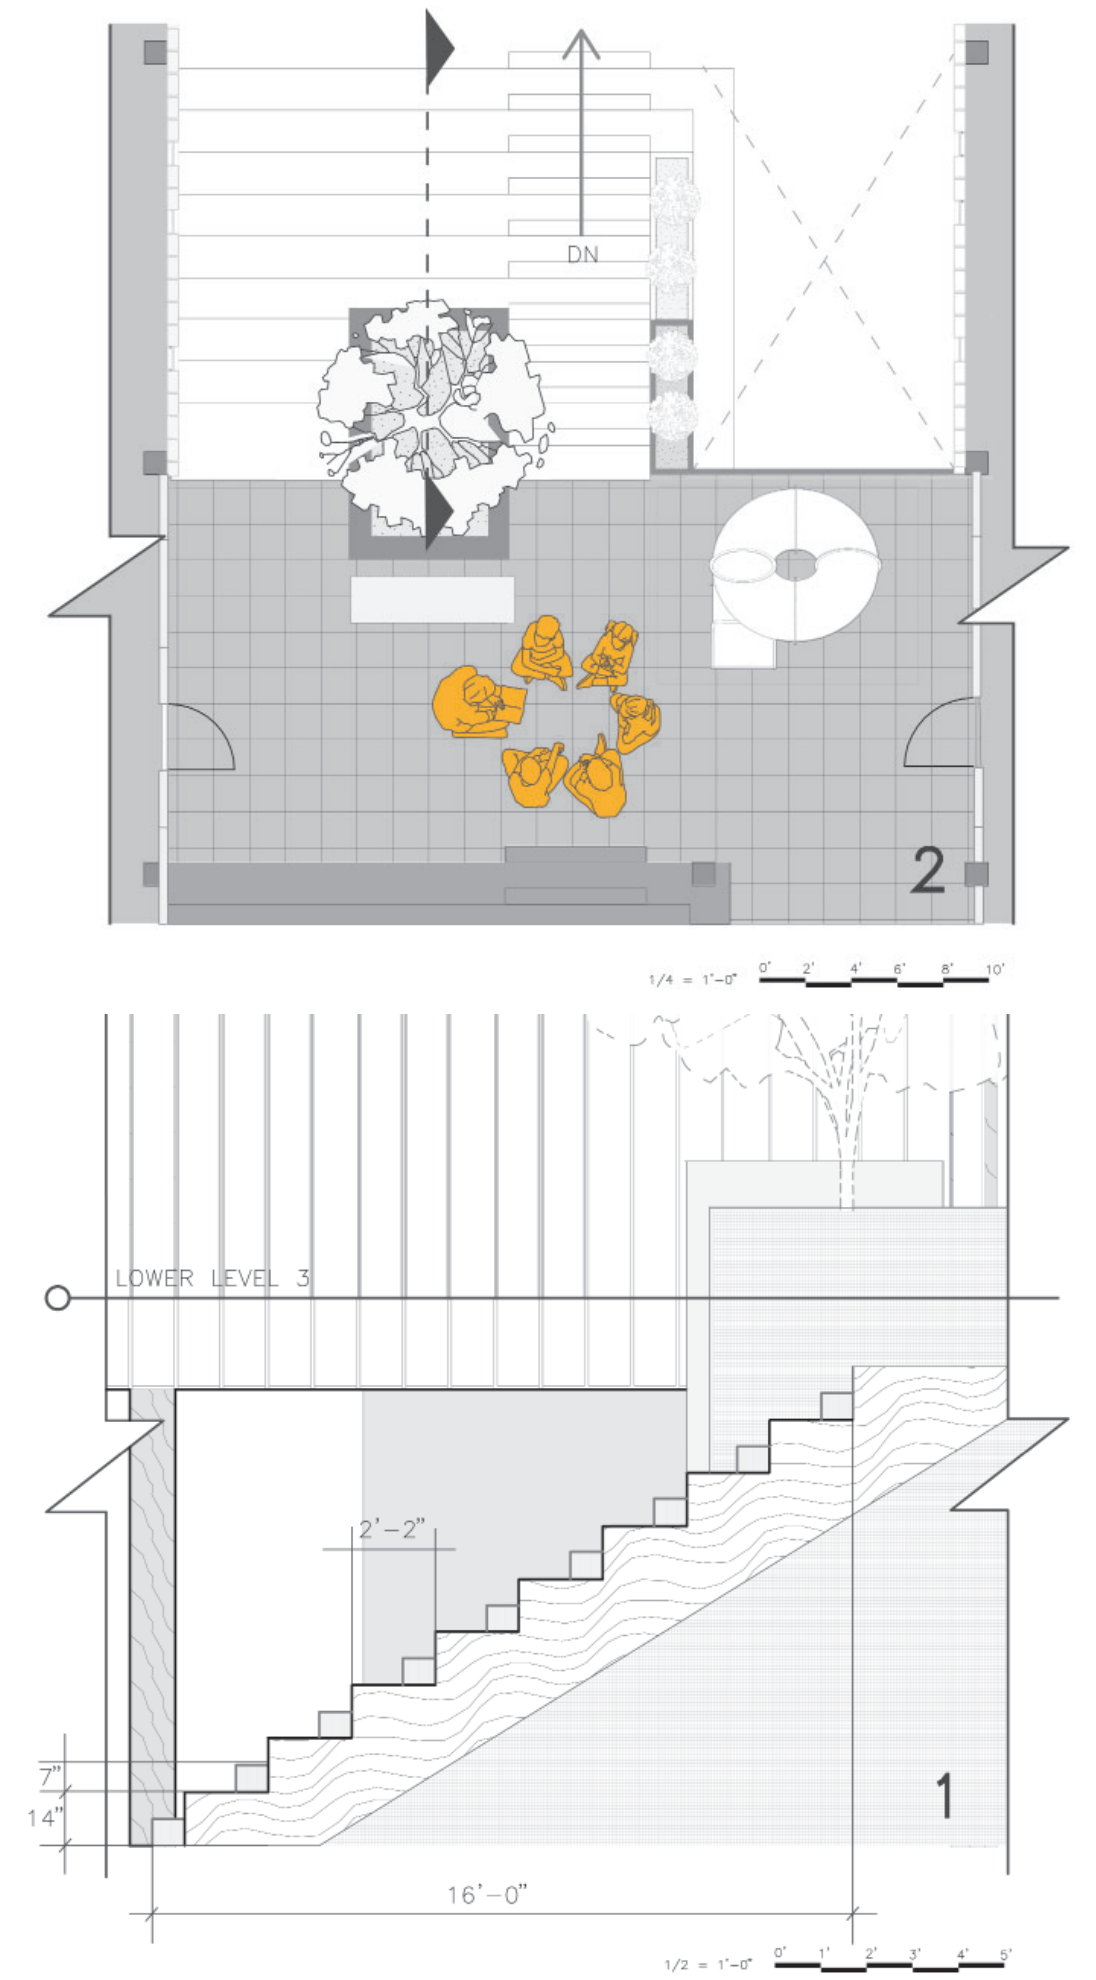 DN
2
1/4 = 1'-0" 0' 2' 4' 6' 8' 10'
LOWER LEVEL 3
2'-2"
7"
14"
1
16'-0"
1/2 = 1'-0" 0' 1' 2' 3' 4' 5'